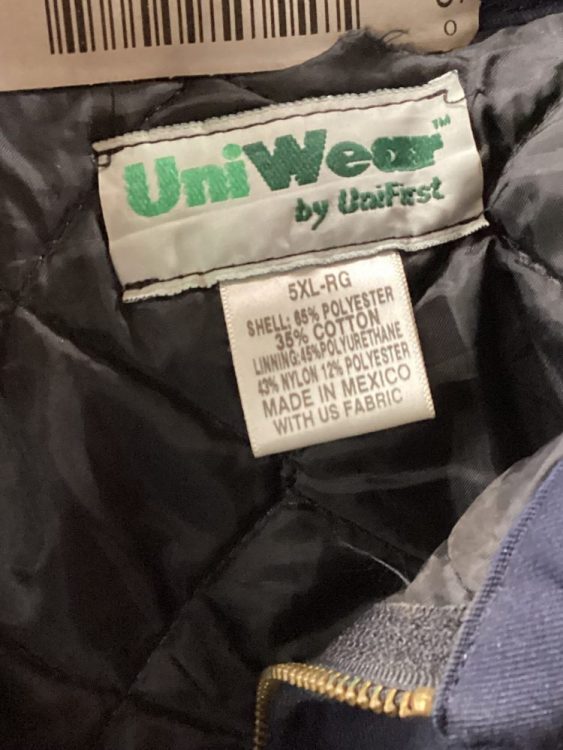 UniWear™
by UniFirst
5XL-RG
SHELL: 65% POLYESTER
35% COTTON
LINNING:45%POLYURETHANE
43% NYLON 12% POLYESTER
MADE IN MEXICO
WITH US FABRIC